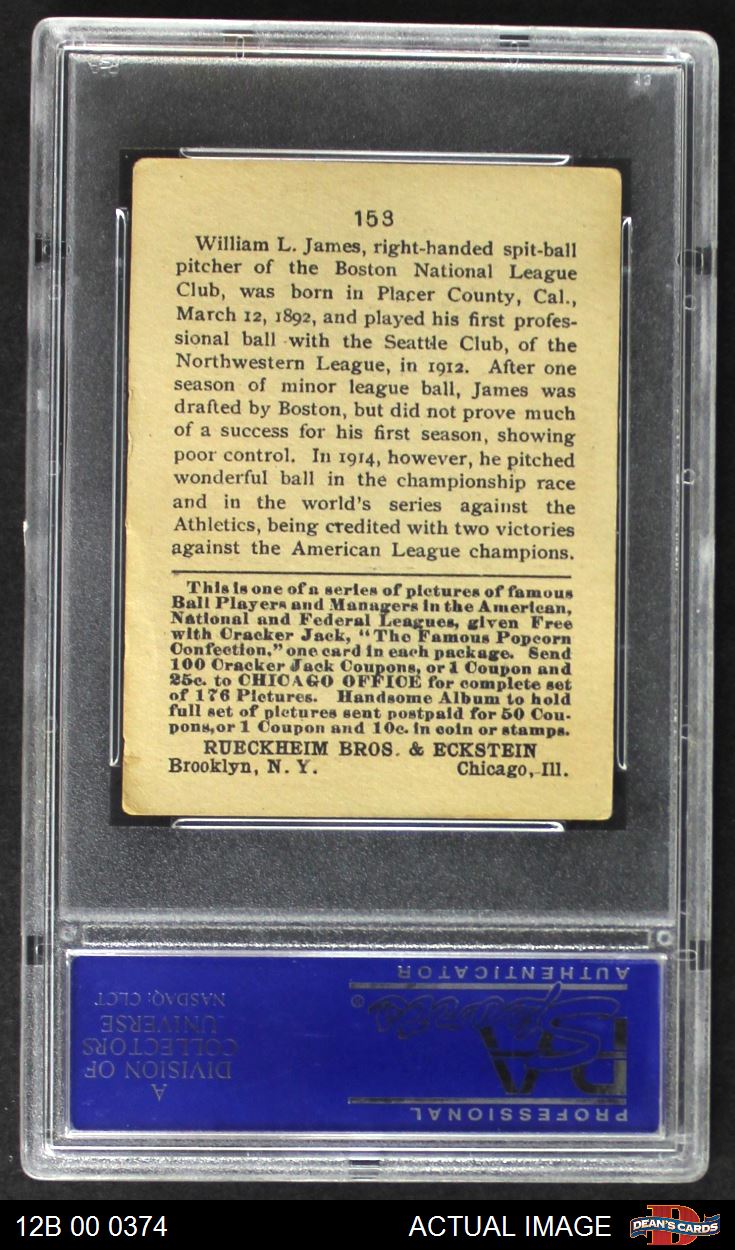 153
William L. James, right-handed spit-ball
pitcher of the Boston National League
Club, was born in Placer County, Cal.,
March 12, 1892, and played his first profes-
sional ball with the Seattle Club, of the
Northwestern League, in 1912. After one
season of minor league ball, James was
drafted by Boston, but did not prove much
of a success for his first season, showing
poor control. In 1914, however, he pitched
wonderful ball in the championship race
and in the world's series against the
Athletics, being credited with two victories
against the American League champions.
This is one of a series of pictures of famous
Ball Players and Managers in the American,
National and Federal Leagues, given Free
with Cracker Jack, "The Famous Popcorn
Confection," one card in each package. Send
100 Cracker Jack Coupons, or 1 Coupon and
25c. to CHICAGO OFFICE for complete set
of 176 Pictures. Handsome Album to hold
full set of pictures sent postpaid for 50 Cou-
pons, or 1 Coupon and 10c. in coin or stamps.
RUECKHEIM BROS. & ECKSTEIN
Brooklyn, N. Y. Chicago, Ill.
PROFESSIONAL
PSA
Sports ®
AUTHENTICATOR
A
DIVISION OF
COLLECTORS
UNIVERSE
NASDAQ: CLCT
12B 00 0374 ACTUAL IMAGE DEAN'S CARDS